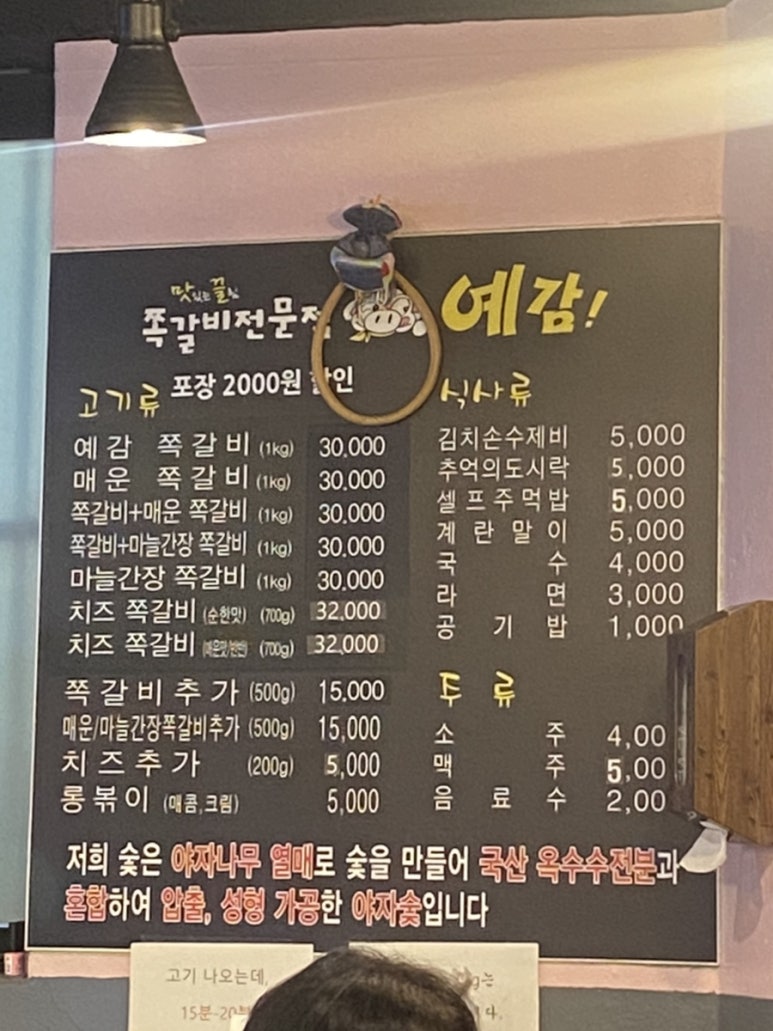 맛있는 끌림
쪽갈비전문점
예감!
포장 2000원 할인
고기류
예감 쪽갈비 (1kg) 30,000
매운 쪽갈비 (1kg) 30,000
쪽갈비+매운 쪽갈비 (1kg) 30,000
쪽갈비+마늘간장 쪽갈비 (1kg) 30,000
마늘간장 쪽갈비 (1kg) 30,000
치즈 쪽갈비 (순한맛) (700g) 32,000
치즈 쪽갈비 (700g) 32,000
쪽갈비추가 (500g) 15.000
매운/마늘간장쪽갈비추가 (500g) 15,000
치즈추가 (200g) 5,000
롱볶이 (매콤,크림) 5,000
식사류
김치손수제비 5,000
추억의도시락 5,000
셀프주먹밥 5,000
계란말이 5,000
국수 4,000
라면 3,000
공기밥 1,000
주류
소주 4,00
맥주 5,00
음료수 2,00
저희 숯은 야자나무 열매로 숯을 만들어 국산 옥수수전분과
혼합하여 압출, 성형 가공한 야자숯입니다
고기 나오는데,
15분~20분